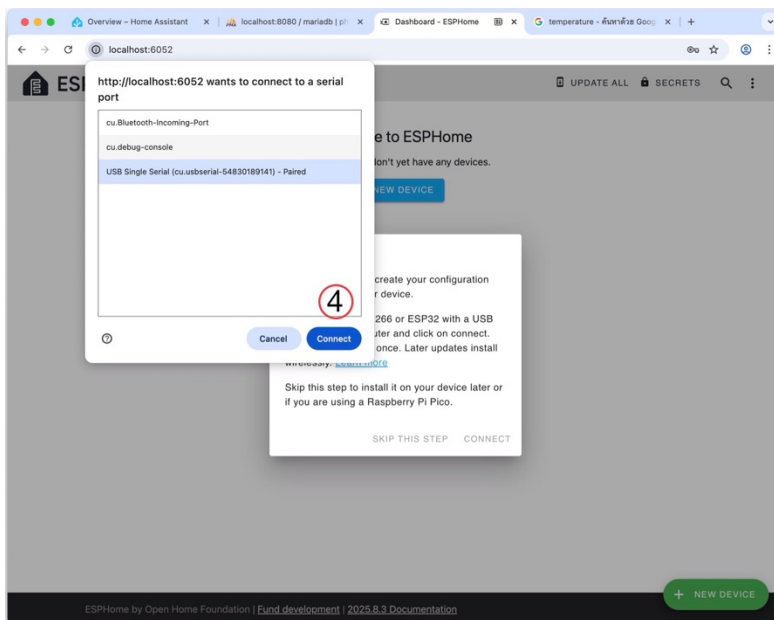 Overview – Home Assistant
localhost:8080 / mariadb | ph
Dashboard - ESPHome
temperature - ค้นหาด้วย Goog
localhost:6052
ESP
UPDATE ALL
SECRETS
http://localhost:6052 wants to connect to a serial
port
cu.Bluetooth-Incoming-Port
cu.debug-console
USB Single Serial (cu.usbserial-54830189141) - Paired
4
Cancel
Connect
e to ESPHome
on't yet have any devices.
NEW DEVICE
create your configuration
r device.
266 or ESP32 with a USB
uter and click on connect.
once. Later updates install
wirelessly. Learn more
Skip this step to install it on your device later or
if you are using a Raspberry Pi Pico.
SKIP THIS STEP
CONNECT
+ NEW DEVICE
ESPHome by Open Home Foundation | Fund development | 2025.8.3 Documentation